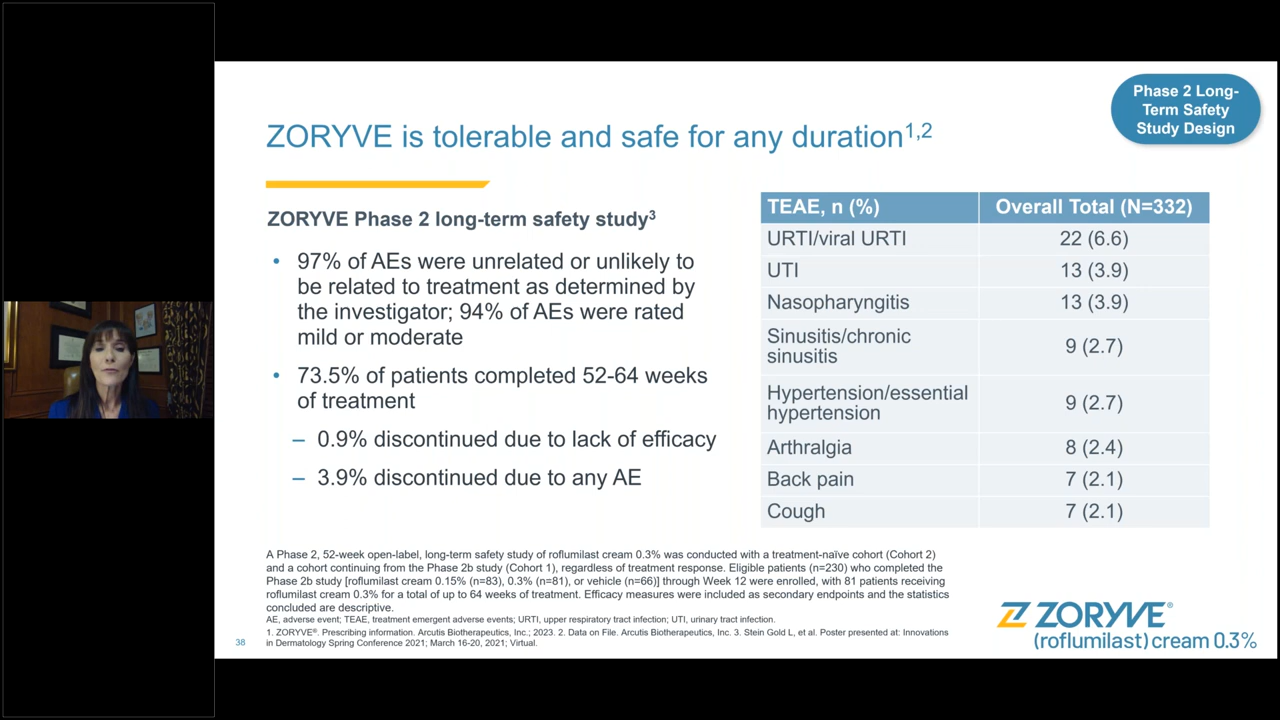 Phase 2 Long-
Term Safety
Study Design
ZORYVE is tolerable and safe for any duration1,2
ZORYVE Phase 2 long-term safety study3
• 97% of AEs were unrelated or unlikely to
be related to treatment as determined by
the investigator; 94% of AEs were rated
mild or moderate
• 73.5% of patients completed 52-64 weeks
of treatment
– 0.9% discontinued due to lack of efficacy
– 3.9% discontinued due to any AE
TEAE, n (%) Overall Total (N=332)
URTI/viral URTI 22 (6.6)
UTI 13 (3.9)
Nasopharyngitis 13 (3.9)
Sinusitis/chronic
sinusitis 9 (2.7)
Hypertension/essential
hypertension 9 (2.7)
Arthralgia 8 (2.4)
Back pain 7 (2.1)
Cough 7 (2.1)
A Phase 2, 52-week open-label, long-term safety study of roflumilast cream 0.3% was conducted with a treatment-naïve cohort (Cohort 2)
and a cohort continuing from the Phase 2b study (Cohort 1), regardless of treatment response. Eligible patients (n=230) who completed the
Phase 2b study [roflumilast cream 0.15% (n=83), 0.3% (n=81), or vehicle (n=66)] through Week 12 were enrolled, with 81 patients receiving
roflumilast cream 0.3% for a total of up to 64 weeks of treatment. Efficacy measures were included as secondary endpoints and the statistics
concluded are descriptive.
AE, adverse event; TEAE, treatment emergent adverse events; URTI, upper respiratory tract infection; UTI, urinary tract infection.
1. ZORYVE®. Prescribing information. Arcutis Biotherapeutics, Inc.; 2023. 2. Data on File. Arcutis Biotherapeutics, Inc. 3. Stein Gold L, et al. Poster presented at: Innovations
in Dermatology Spring Conference 2021; March 16-20, 2021; Virtual.
38
ZORYVE®
(roflumilast) cream 0.3%